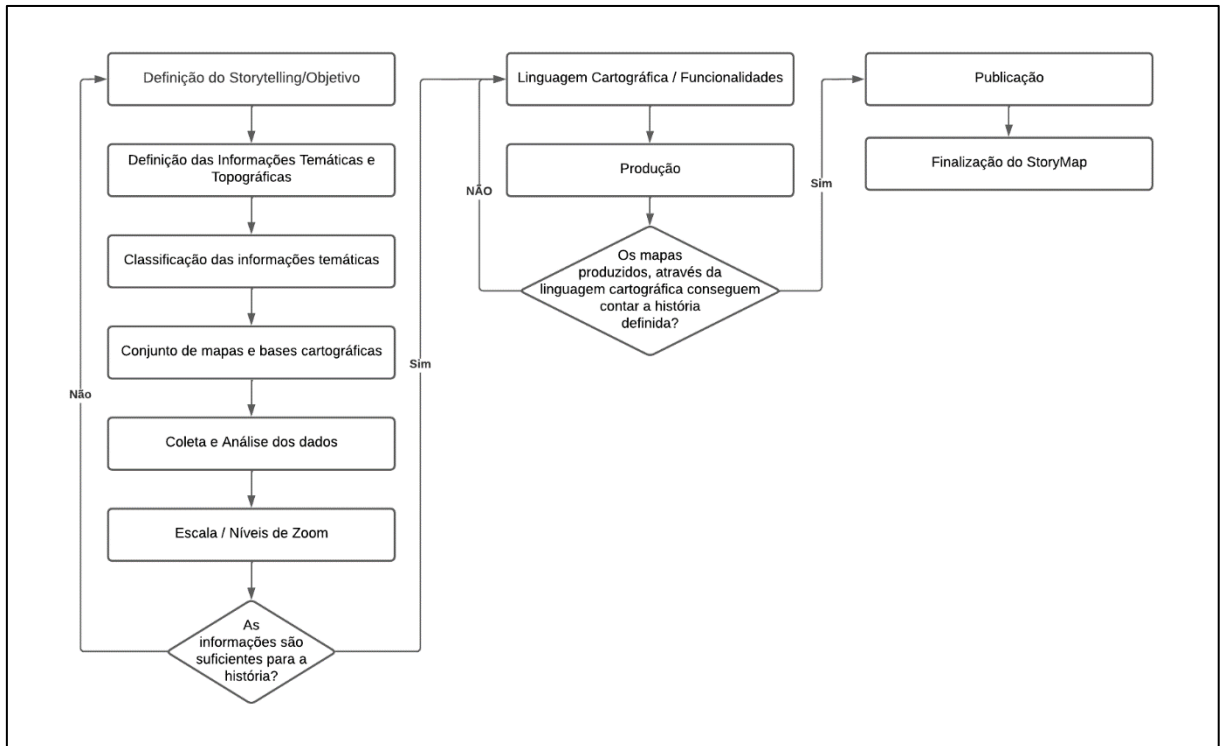 Definição do Storytelling/Objetivo
Definição das Informações Temáticas e
Topográficas
Classificação das informações temáticas
Conjunto de mapas e bases cartográficas
Não
Coleta e Análise dos dados
Escala / Níveis de Zoom
As
informações são
suficientes para a
história?
Sim
Linguagem Cartográfica / Funcionalidades
Produção
NÃO
Os mapas
produzidos, através da
linguagem cartográfica conseguem
contar a história
definida?
Sim
Publicação
Finalização do StoryMap